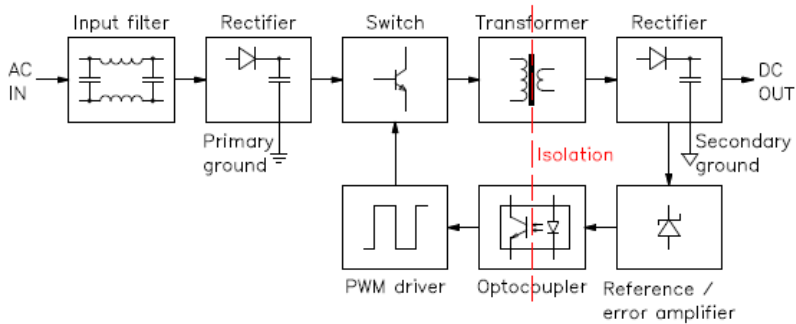 Input filter
Rectifier
Switch
Transformer
Rectifier
AC
IN
DC
OUT
Primary
ground
Isolation
Secondary
ground
PWM driver
Optocoupler
Reference /
error amplifier